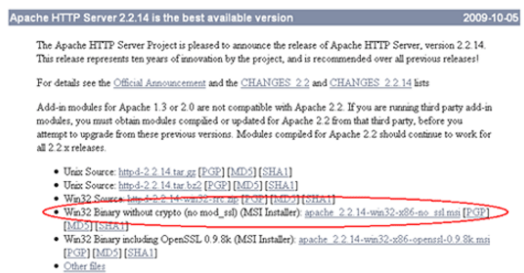 Apache HTTP Server 2.2.14 is the best available version 2009-10-05
The Apache HTTP Server Project is pleased to announce the release of Apache HTTP Server, version 2.2.14.
This release represents ten years of innovation by the project, and is recommended over all previous releases!
For details see the Official Announcement and the CHANGES_2.2 and CHANGES_2.2.14 lists
Add-in modules for Apache 1.3 or 2.0 are not compatible with Apache 2.2. If you are running third party add-in
modules, you must obtain modules compiled or updated for Apache 2.2 from that third party, before you
attempt to upgrade from these previous versions. Modules compiled for Apache 2.2 should continue to work for
all 2.2.x releases.
• Unix Source: httpd-2.2.14.tar.gz [PGP] [MD5] [SHA1]
• Unix Source: httpd-2.2.14.tar.bz2 [PGP] [MD5] [SHA1]
• Win32 Source: httpd-2.2.14-win32-src.zip [PGP] [MD5] [SHA1]
• Win32 Binary without crypto (no mod_ssl) (MSI Installer): apache_2.2.14-win32-x86-no_ssl.msi [PGP]
[MD5] [SHA1]
• Win32 Binary including OpenSSL 0.9.8k (MSI Installer): apache_2.2.14-win32-x86-openssl-0.9.8k.msi
[PGP] [MD5] [SHA1]
• Other files